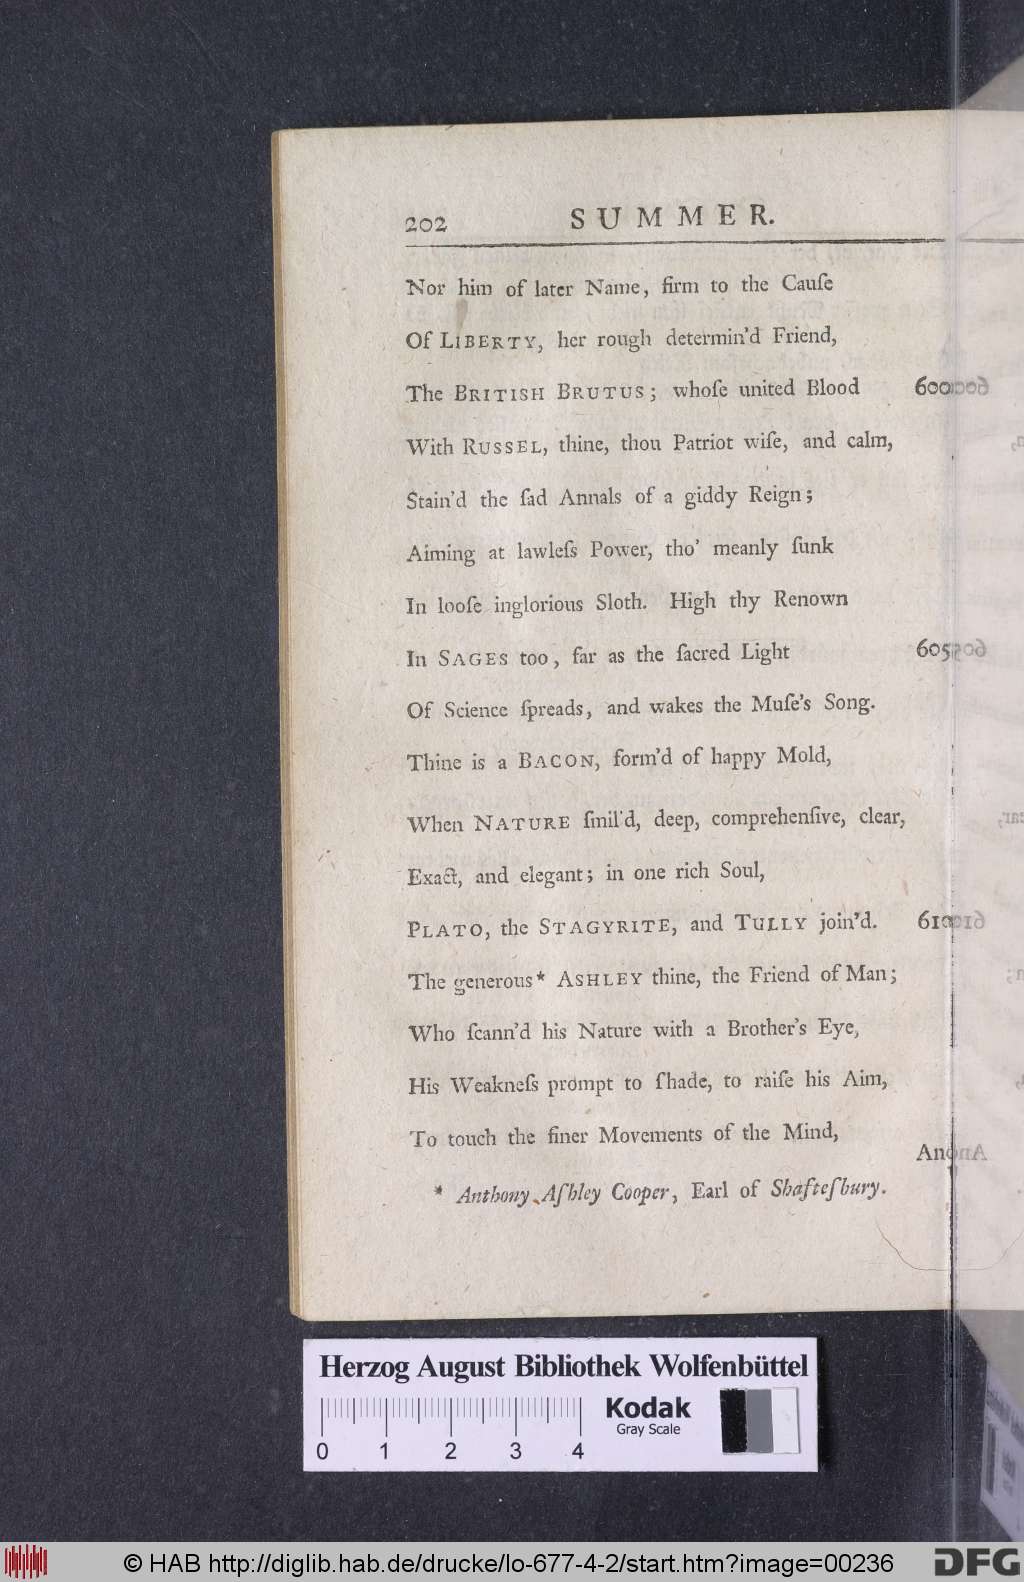 202 SUMMER.
Nor him of later Name, firm to the Cauſe
Of LIBERTY, her rough determin'd Friend,
The BRITISH BRUTUS; whoſe united Blood 600
With RUSSEL, thine, thou Patriot wiſe, and calm,
Stain'd the ſad Annals of a giddy Reign;
Aiming at lawleſs Power, tho' meanly ſunk
In looſe inglorious Sloth. High thy Renown
In SAGES too, far as the ſacred Light 605
Of Science ſpreads, and wakes the Muſe's Song.
Thine is a BACON, form'd of happy Mold,
When NATURE ſmil'd, deep, comprehenſive, clear,
Exact, and elegant; in one rich Soul,
PLATO, the STAGYRITE, and TULLY join'd. 610
The generous* ASHLEY thine, the Friend of Man;
Who ſcann'd his Nature with a Brother's Eye,
His Weakneſs prompt to ſhade, to raiſe his Aim,
To touch the finer Movements of the Mind,
And
* Anthony Aſhley Cooper, Earl of Shafteſbury.
Herzog August Bibliothek Wolfenbüttel
0 1 2 3 4
Kodak
Gray Scale
© HAB http://diglib.hab.de/drucke/lo-677-4-2/start.htm?image=00236
DFG